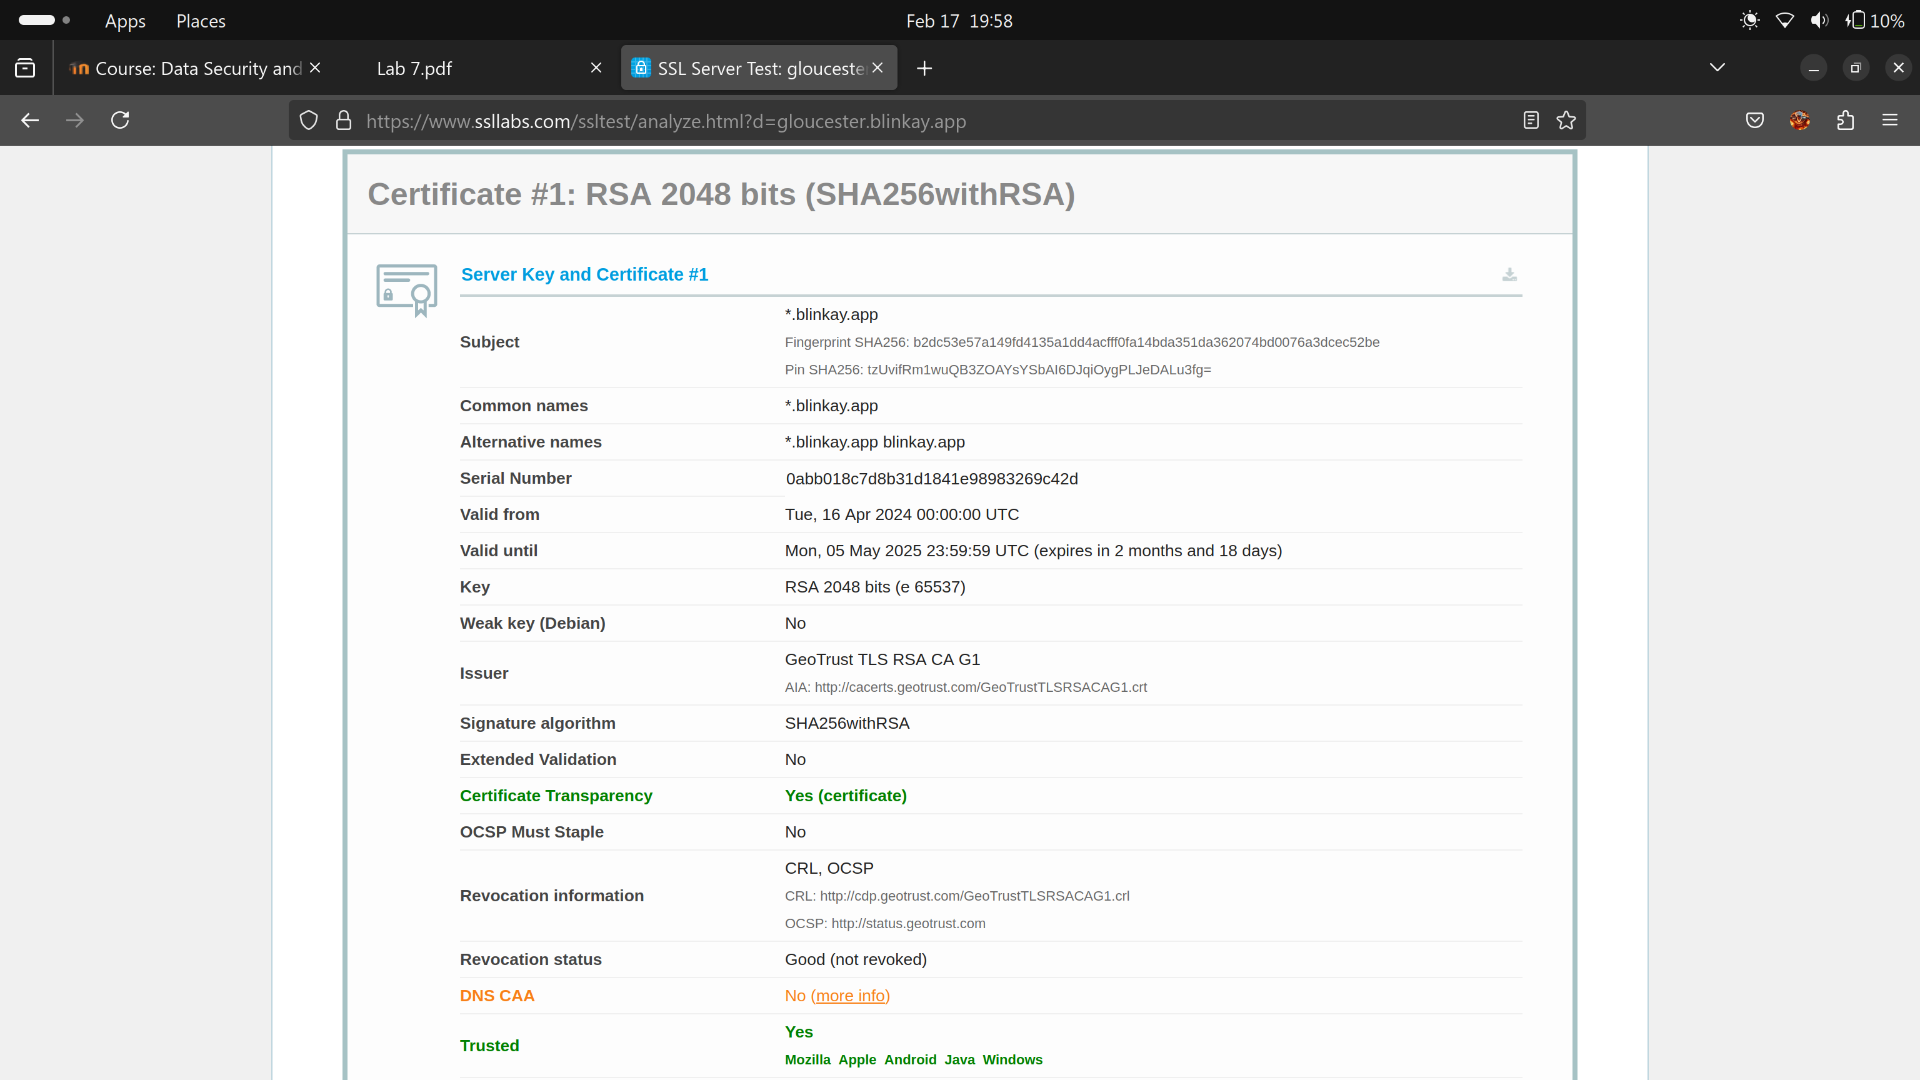 Apps Places Feb 17 19:58 10%
Course: Data Security and Lab 7.pdf SSL Server Test: glouceste
https://www.ssllabs.com/ssltest/analyze.html?d=gloucester.blinkay.app
Certificate #1: RSA 2048 bits (SHA256withRSA)
Server Key and Certificate #1
Subject
*.blinkay.app
Fingerprint SHA256: b2dc53e57a149fd4135a1dd4acfff0fa14bda351da362074bd0076a3dcec52be
Pin SHA256: tzUvifRm1wuQB3ZOAYsYSbAI6DJqiOygPLJeDALu3fg=
Common names *.blinkay.app
Alternative names *.blinkay.app blinkay.app
Serial Number 0abb018c7d8b31d1841e98983269c42d
Valid from Tue, 16 Apr 2024 00:00:00 UTC
Valid until Mon, 05 May 2025 23:59:59 UTC (expires in 2 months and 18 days)
Key RSA 2048 bits (e 65537)
Weak key (Debian) No
Issuer
GeoTrust TLS RSA CA G1
AIA: http://cacerts.geotrust.com/GeoTrustTLSRSACAG1.crt
Signature algorithm SHA256withRSA
Extended Validation No
Certificate Transparency Yes (certificate)
OCSP Must Staple No
Revocation information
CRL, OCSP
CRL: http://cdp.geotrust.com/GeoTrustTLSRSACAG1.crl
OCSP: http://status.geotrust.com
Revocation status Good (not revoked)
DNS CAA No (more info)
Trusted
Yes
Mozilla Apple Android Java Windows